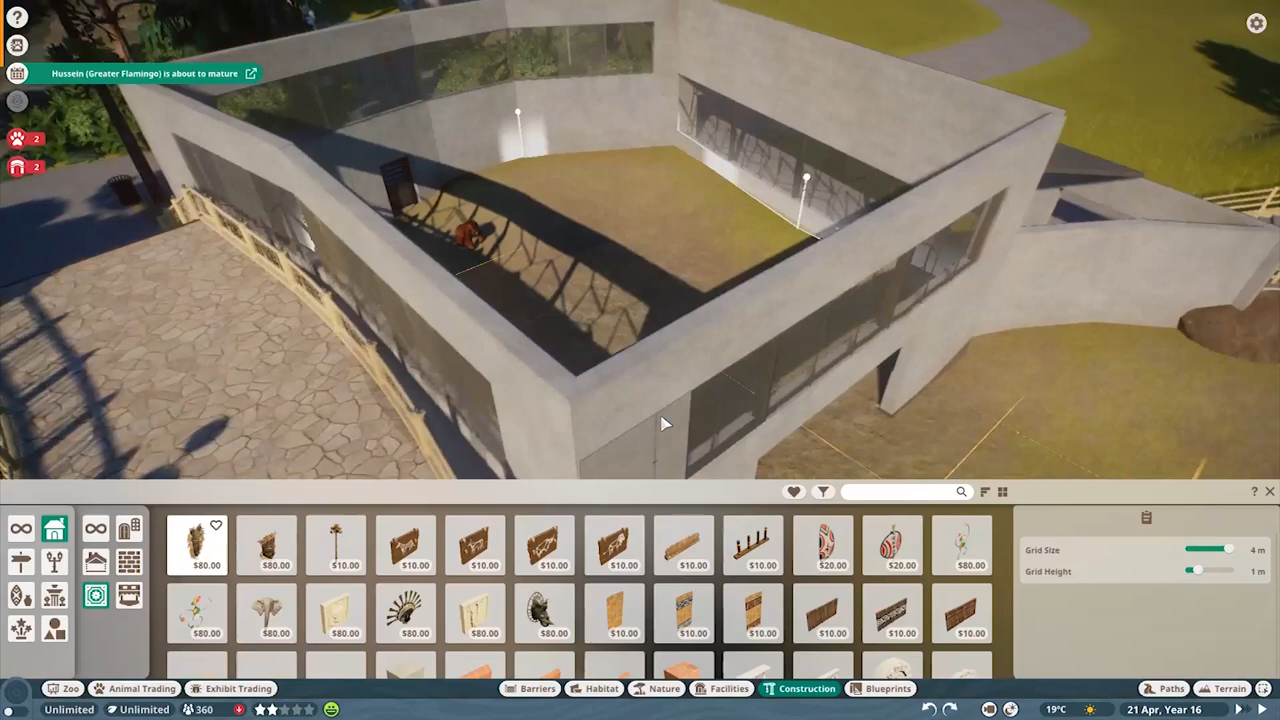 ?
Hussein (Greater Flamingo) is about to mature
2
2
? ×
$80.00 $80.00 $10.00 $10.00 $10.00 $10.00 $10.00 $10.00 $10.00 $20.00 $20.00 $80.00
Grid Size 4 m
Grid Height 1 m
$80.00 $80.00 $80.00 $80.00 $80.00 $80.00 $10.00 $10.00 $10.00 $10.00 $10.00 $10.00
Zoo Animal Trading Exhibit Trading Barriers Habitat Nature Facilities Construction Blueprints Paths Terrain
Unlimited Unlimited 360 19°C 21 Apr, Year 16